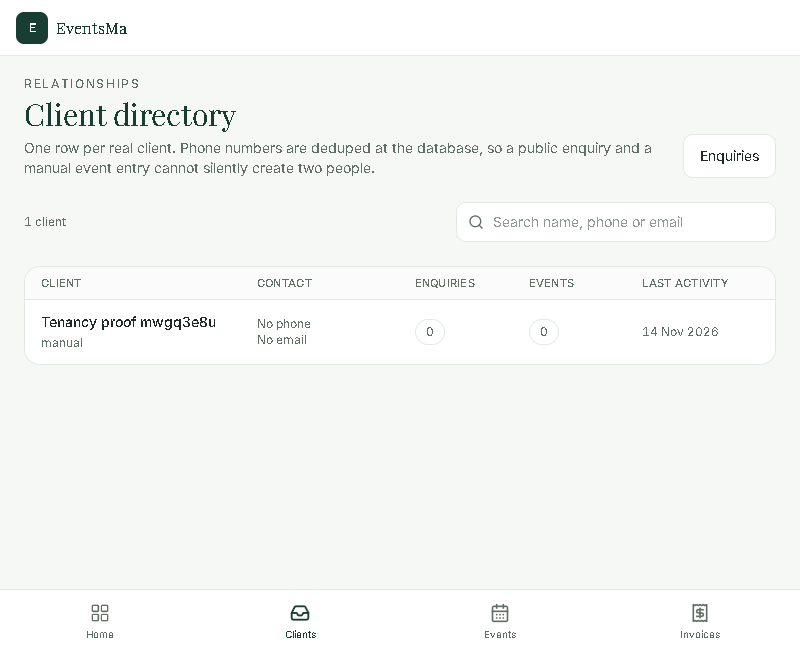 E EventsMa
RELATIONSHIPS
Client directory
One row per real client. Phone numbers are deduped at the database, so a public enquiry and a
manual event entry cannot silently create two people.
Enquiries
1 client
Search name, phone or email
CLIENT CONTACT ENQUIRIES EVENTS LAST ACTIVITY
Tenancy proof mwgq3e8u
manual
No phone
No email
0
0
14 Nov 2026
Home Clients Events Invoices